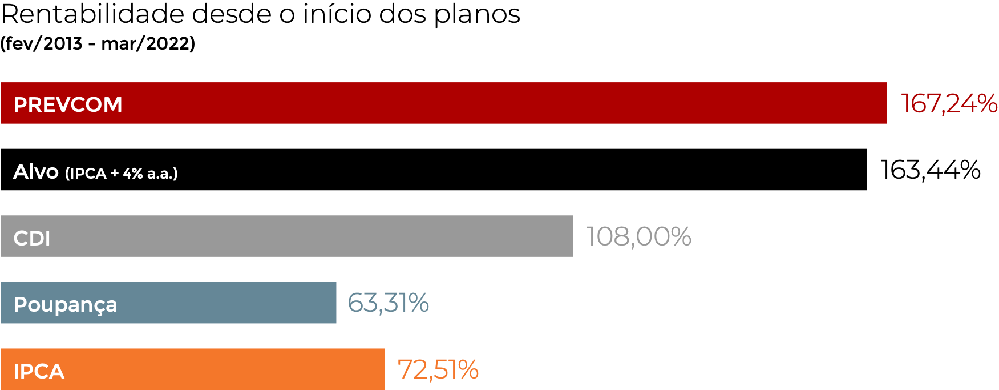 Rentabilidade desde o início dos planos
(fev/2013 - mar/2022)
PREVCOM 167,24%
Alvo (IPCA + 4% a.a.) 163,44%
CDI 108,00%
Poupança 63,31%
IPCA 72,51%